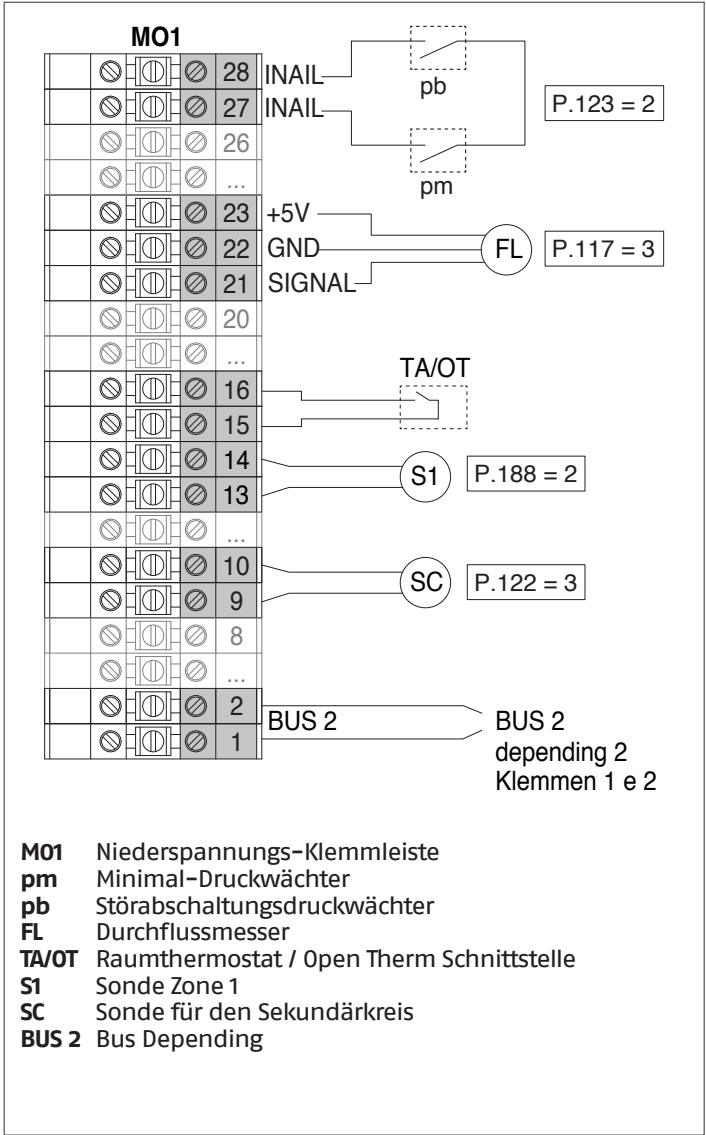 MO1
28 INAIL
pb
27 INAIL
P.123 = 2
26
pm
...
23 +5V
22 GND
FL
P.117 = 3
21 SIGNAL
20
...
TA/OT
16
15
14
S1
P.188 = 2
13
...
10
SC
P.122 = 3
9
8
...
2
BUS 2
BUS 2
1
depending 2
Klemmen 1 e 2
MO1 Niederspannungs-Klemmleiste
pm Minimal-Druckwächter
pb Störabschaltungsdruckwächter
FL Durchflussmesser
TA/OT Raumthermostat / Open Therm Schnittstelle
S1 Sonde Zone 1
SC Sonde für den Sekundärkreis
BUS 2 Bus Depending